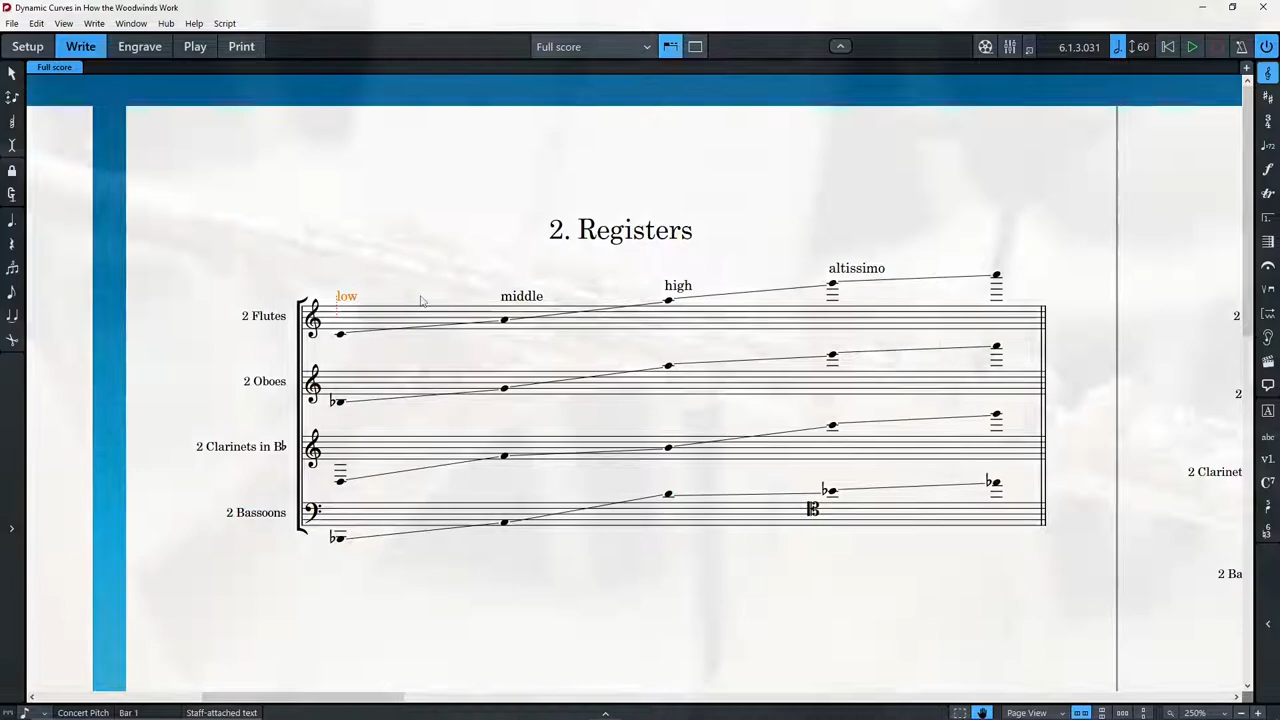 Dynamic Curves in How the Woodwinds Work
File Edit View Write Window Hub Help Script
Setup Write Engrave Play Print Full score 6.1.3.031 60
Full score
2. Registers
low middle high altissimo
2 Flutes
2 Oboes
2 Clarinets in B♭
2 Bassoons
2
2
2 Clarinet
2 Ba
abc
v1.
Concert Pitch Bar 1 Staff-attached text Page View 250%